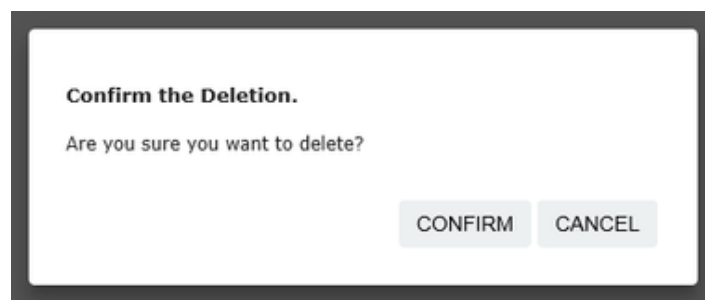 Confirm the Deletion.
Are you sure you want to delete?
CONFIRM CANCEL